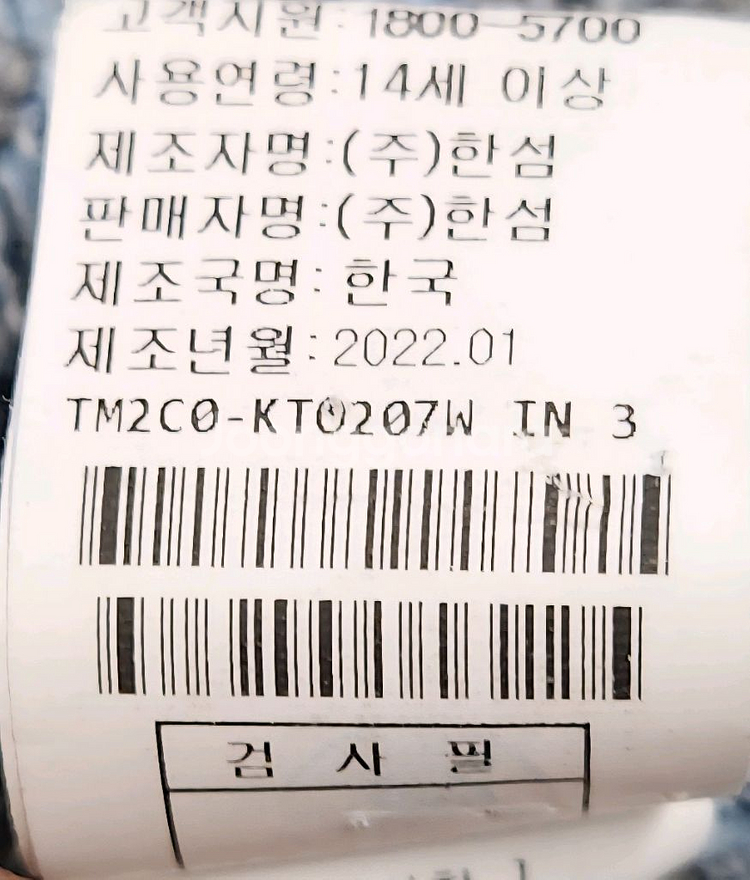 고객지원: 1800-5700
사용연령:14세 이상
제조자명:(주)한섬
판매자명:(주)한섬
제조국명: 한국
제조년월:2022.01
TM2C0-KT0207W IN 3
검 사 필